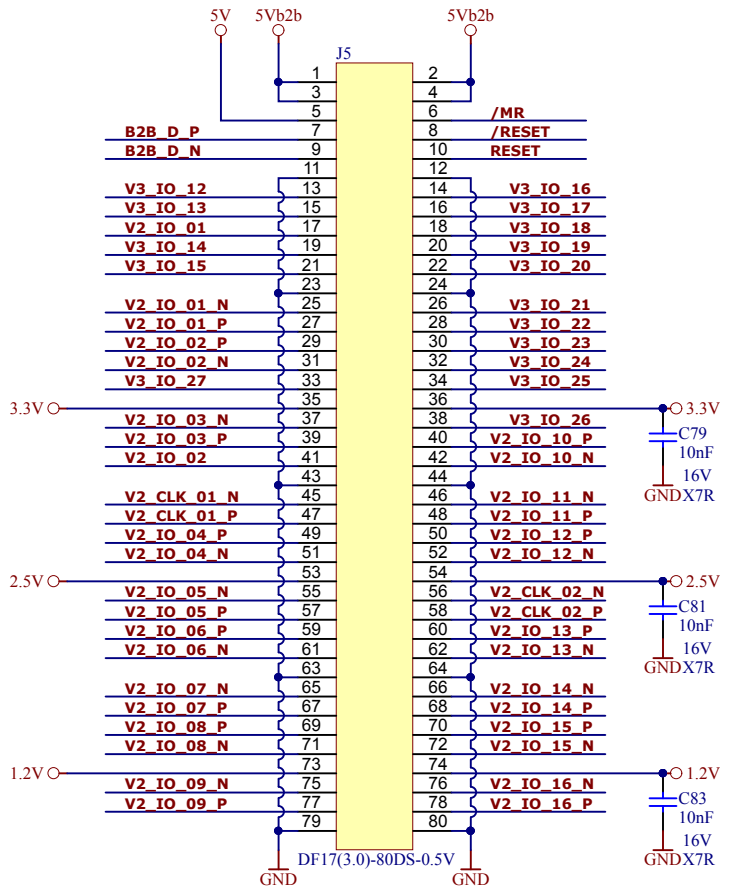 5V 5Vb2b 5Vb2b
J5
1 2
3 4
5 6 /MR
B2B_D_P 7 8 /RESET
B2B_D_N 9 10 RESET
11 12
V3_IO_12 13 14 V3_IO_16
V3_IO_13 15 16 V3_IO_17
V2_IO_01 17 18 V3_IO_18
V3_IO_14 19 20 V3_IO_19
V3_IO_15 21 22 V3_IO_20
23 24
V2_IO_01_N 25 26 V3_IO_21
V2_IO_01_P 27 28 V3_IO_22
V2_IO_02_P 29 30 V3_IO_23
V2_IO_02_N 31 32 V3_IO_24
V3_IO_27 33 34 V3_IO_25
3.3V 35 36 3.3V
V2_IO_03_N 37 38 V3_IO_26 C79
V2_IO_03_P 39 40 V2_IO_10_P 10nF
V2_IO_02 41 42 V2_IO_10_N 16V
43 44 GND X7R
V2_CLK_01_N 45 46 V2_IO_11_N
V2_CLK_01_P 47 48 V2_IO_11_P
V2_IO_04_P 49 50 V2_IO_12_P
V2_IO_04_N 51 52 V2_IO_12_N
2.5V 53 54 2.5V
V2_IO_05_N 55 56 V2_CLK_02_N C81
V2_IO_05_P 57 58 V2_CLK_02_P 10nF
V2_IO_06_P 59 60 V2_IO_13_P
V2_IO_06_N 61 62 V2_IO_13_N 16V
63 64 GND X7R
V2_IO_07_N 65 66 V2_IO_14_N
V2_IO_07_P 67 68 V2_IO_14_P
V2_IO_08_P 69 70 V2_IO_15_P
V2_IO_08_N 71 72 V2_IO_15_N
1.2V 73 74 1.2V
V2_IO_09_N 75 76 V2_IO_16_N C83
V2_IO_09_P 77 78 V2_IO_16_P 10nF
79 80 16V
DF17(3.0)-80DS-0.5V GND X7R
GND GND